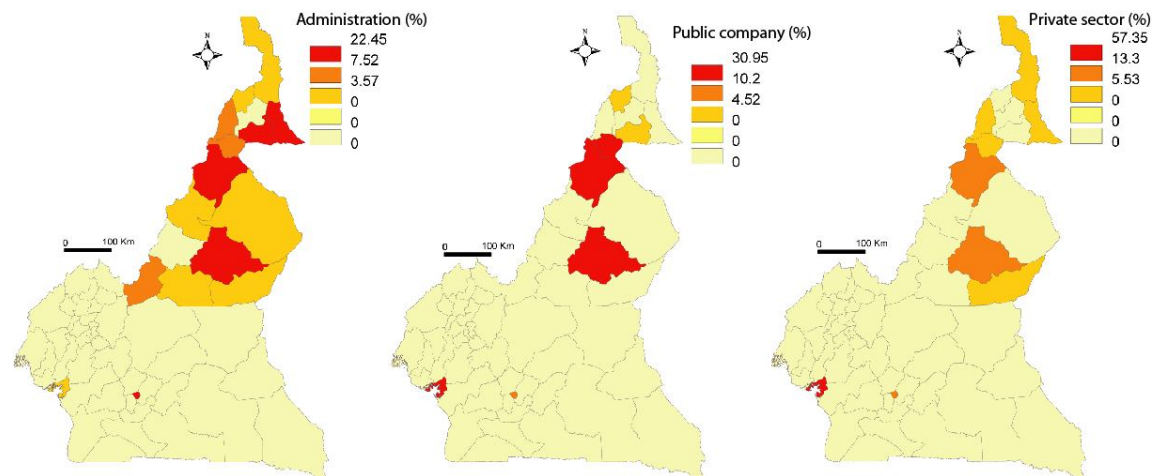 Administration (%)
22.45
7.52
3.57
0
0
0
N
0 100 Km
Public company (%)
30.95
10.2
4.52
0
0
0
N
0 100 Km
Private sector (%)
57.35
13.3
5.53
0
0
0
N
0 100 Km